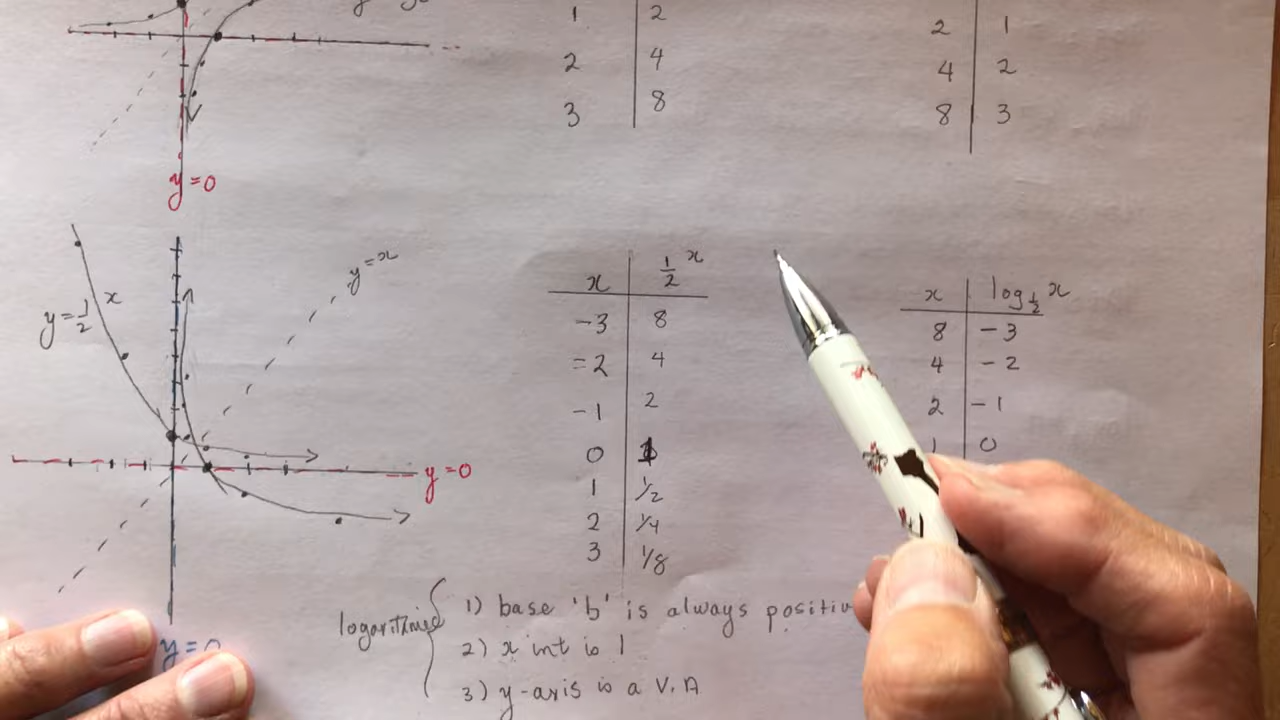 1 2
2 4
3 8
2 1
4 2
8 3
y=0
y=x
y=1/2 x
y=0
x 1/2 x
-3 8
=2 4
-1 2
0 1
1 1/2
2 1/4
3 1/8
x log 1/2 x
8 -3
4 -2
2 -1
1 0
logarithmic
1) base 'b' is always
2) x int is 1
3) y-axis is a V.A